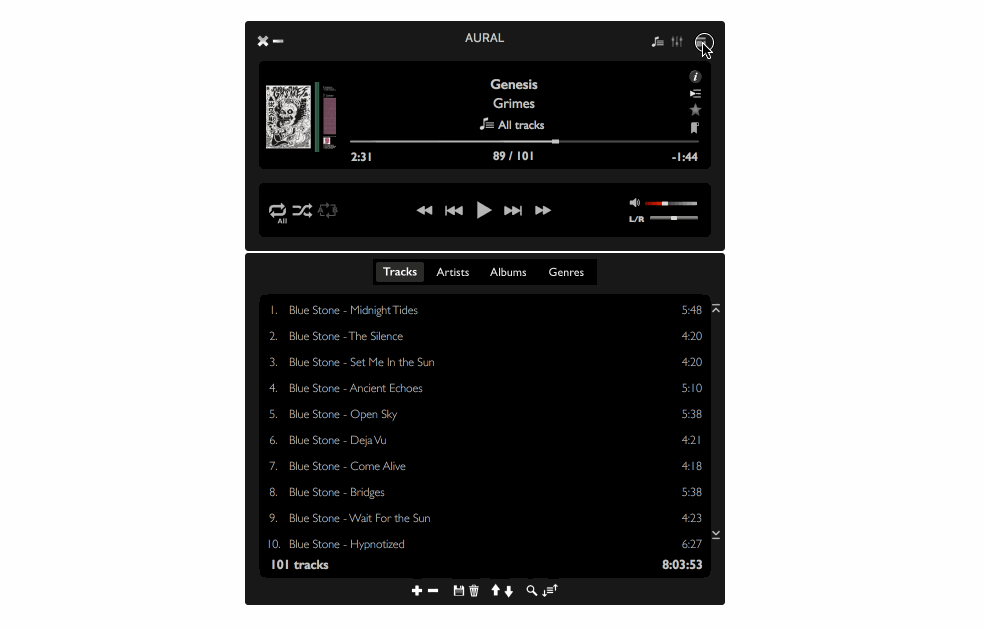 AURAL
Genesis
Grimes
All tracks
2:31 89 / 101 -1:44
All A B
L/R
Tracks Artists Albums Genres
1. Blue Stone - Midnight Tides 5:48
2. Blue Stone - The Silence 4:20
3. Blue Stone - Set Me In the Sun 4:20
4. Blue Stone - Ancient Echoes 5:10
5. Blue Stone - Open Sky 5:38
6. Blue Stone - Deja Vu 4:21
7. Blue Stone - Come Alive 4:18
8. Blue Stone - Bridges 5:38
9. Blue Stone - Wait For the Sun 4:23
10. Blue Stone - Hypnotized 6:27
101 tracks 8:03:53